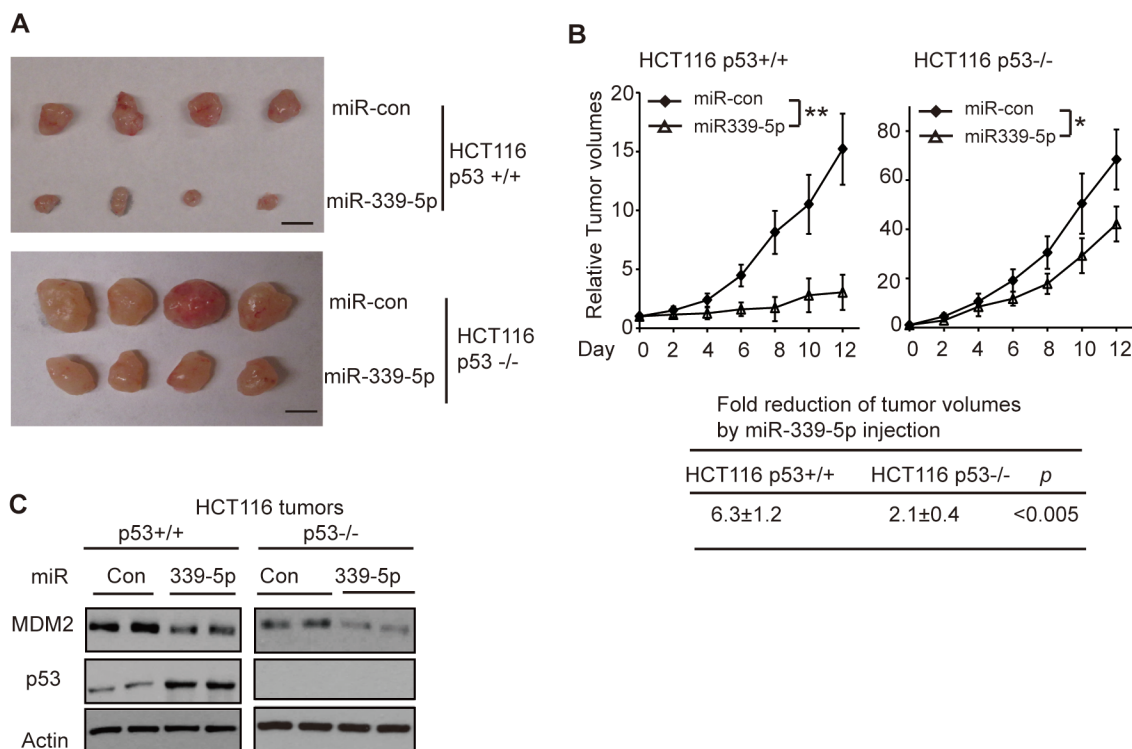 A
miR-con
HCT116
p53 +/+
miR-339-5p
miR-con
HCT116
p53 -/-
miR-339-5p
B
HCT116 p53+/+
HCT116 p53-/-
Relative Tumor volumes
20
15
10
5
0
miR-con
miR339-5p
**
0 2 4 6 8 10 12
Day
80
60
40
20
0
miR-con
miR339-5p
*
0 2 4 6 8 10 12
Fold reduction of tumor volumes
by miR-339-5p injection
HCT116 p53+/+ HCT116 p53-/- p
6.3±1.2 2.1±0.4 <0.005
C
HCT116 tumors
p53+/+ p53-/-
miR Con 339-5p Con 339-5p
MDM2
p53
Actin